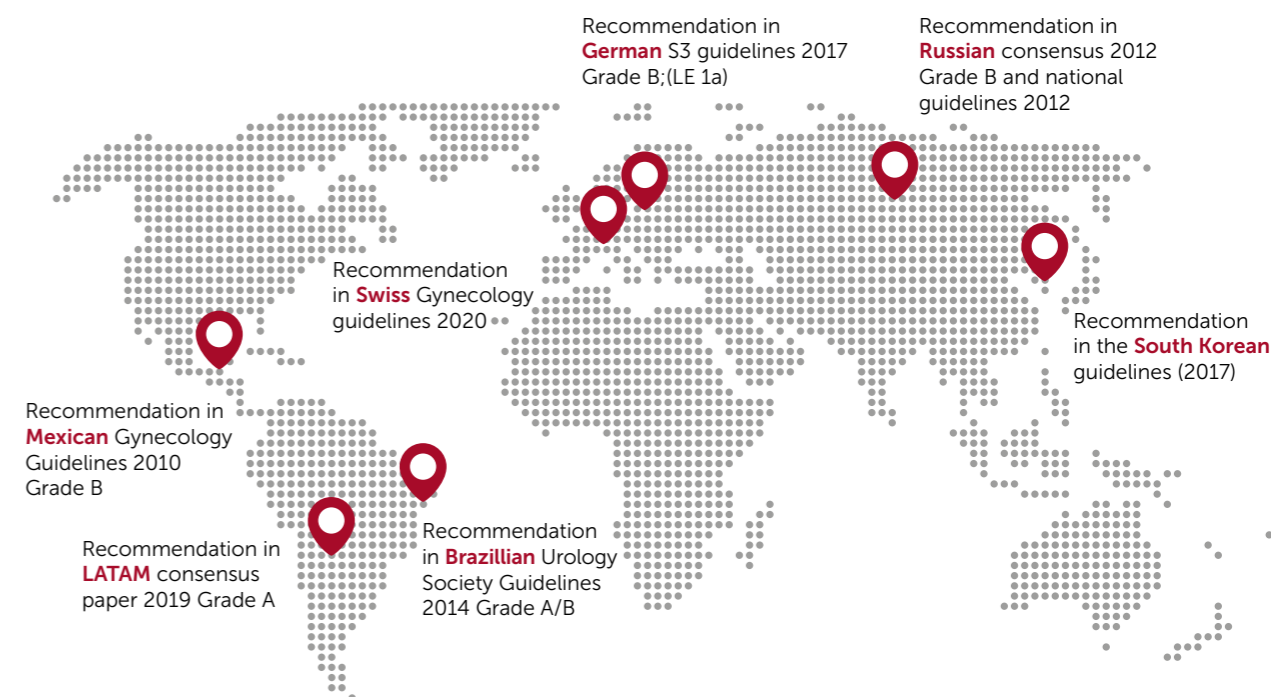 Recommendation in
German S3 guidelines 2017
Grade B;(LE 1a)
Recommendation in
Russian consensus 2012
Grade B and national
guidelines 2012
Recommendation
in Swiss Gynecology
guidelines 2020
Recommendation
in the South Korean
guidelines (2017)
Recommendation in
Mexican Gynecology
Guidelines 2010
Grade B
Recommendation in
LATAM consensus
paper 2019 Grade A
Recommendation
in Brazillian Urology
Society Guidelines
2014 Grade A/B